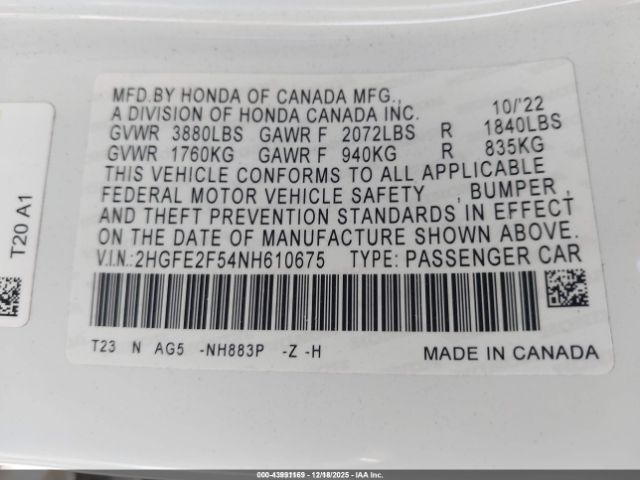 MFD.BY HONDA OF CANADA MFG.,
A DIVISION OF HONDA CANADA INC. 10/'22
GVWR 3880LBS GAWR F 2072LBS R 1840LBS
GVWR 1760KG GAWR F 940KG R 835KG
THIS VEHICLE CONFORMS TO ALL APPLICABLE
FEDERAL MOTOR VEHICLE SAFETY , BUMPER ,
AND THEFT PREVENTION STANDARDS IN EFFECT
ON THE DATE OF MANUFACTURE SHOWN ABOVE.
V.I.N.:2HGFE2F54NH610675 TYPE: PASSENGER CAR
T23 N AG5 -NH883P -Z -H MADE IN CANADA
T20 A1
000-43991169 - 12/18/2025 - IAA Inc.